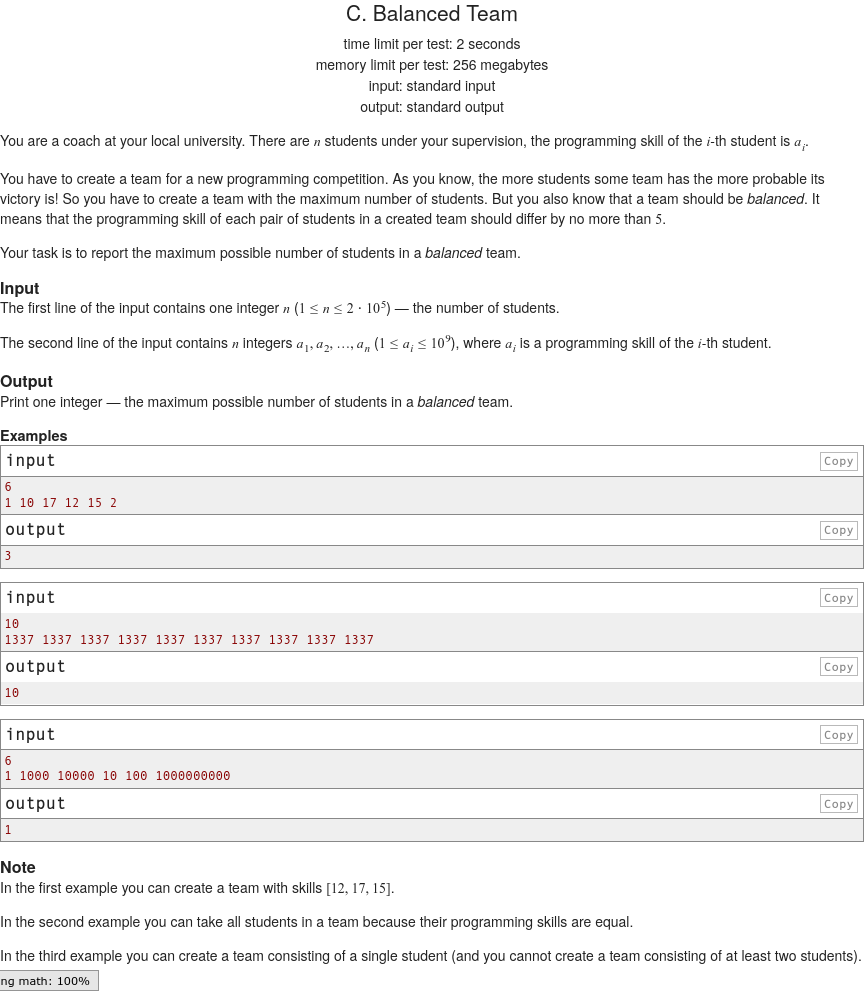 C. Balanced Team
time limit per test: 2 seconds
memory limit per test: 256 megabytes
input: standard input
output: standard output
You are a coach at your local university. There are n students under your supervision, the programming skill of the i-th student is a_i.
You have to create a team for a new programming competition. As you know, the more students some team has the more probable its
victory is! So you have to create a team with the maximum number of students. But you also know that a team should be balanced. It
means that the programming skill of each pair of students in a created team should differ by no more than 5.
Your task is to report the maximum possible number of students in a balanced team.
Input
The first line of the input contains one integer n (1 ≤ n ≤ 2 · 10^5) — the number of students.
The second line of the input contains n integers a_1, a_2, …, a_n (1 ≤ a_i ≤ 10^9), where a_i is a programming skill of the i-th student.
Output
Print one integer — the maximum possible number of students in a balanced team.
Examples
input Copy
6
1 10 17 12 15 2
output Copy
3
input Copy
10
1337 1337 1337 1337 1337 1337 1337 1337 1337 1337
output Copy
10
input Copy
6
1 1000 10000 10 100 1000000000
output Copy
1
Note
In the first example you can create a team with skills [12, 17, 15].
In the second example you can take all students in a team because their programming skills are equal.
In the third example you can create a team consisting of a single student (and you cannot create a team consisting of at least two students).
ng math: 100%